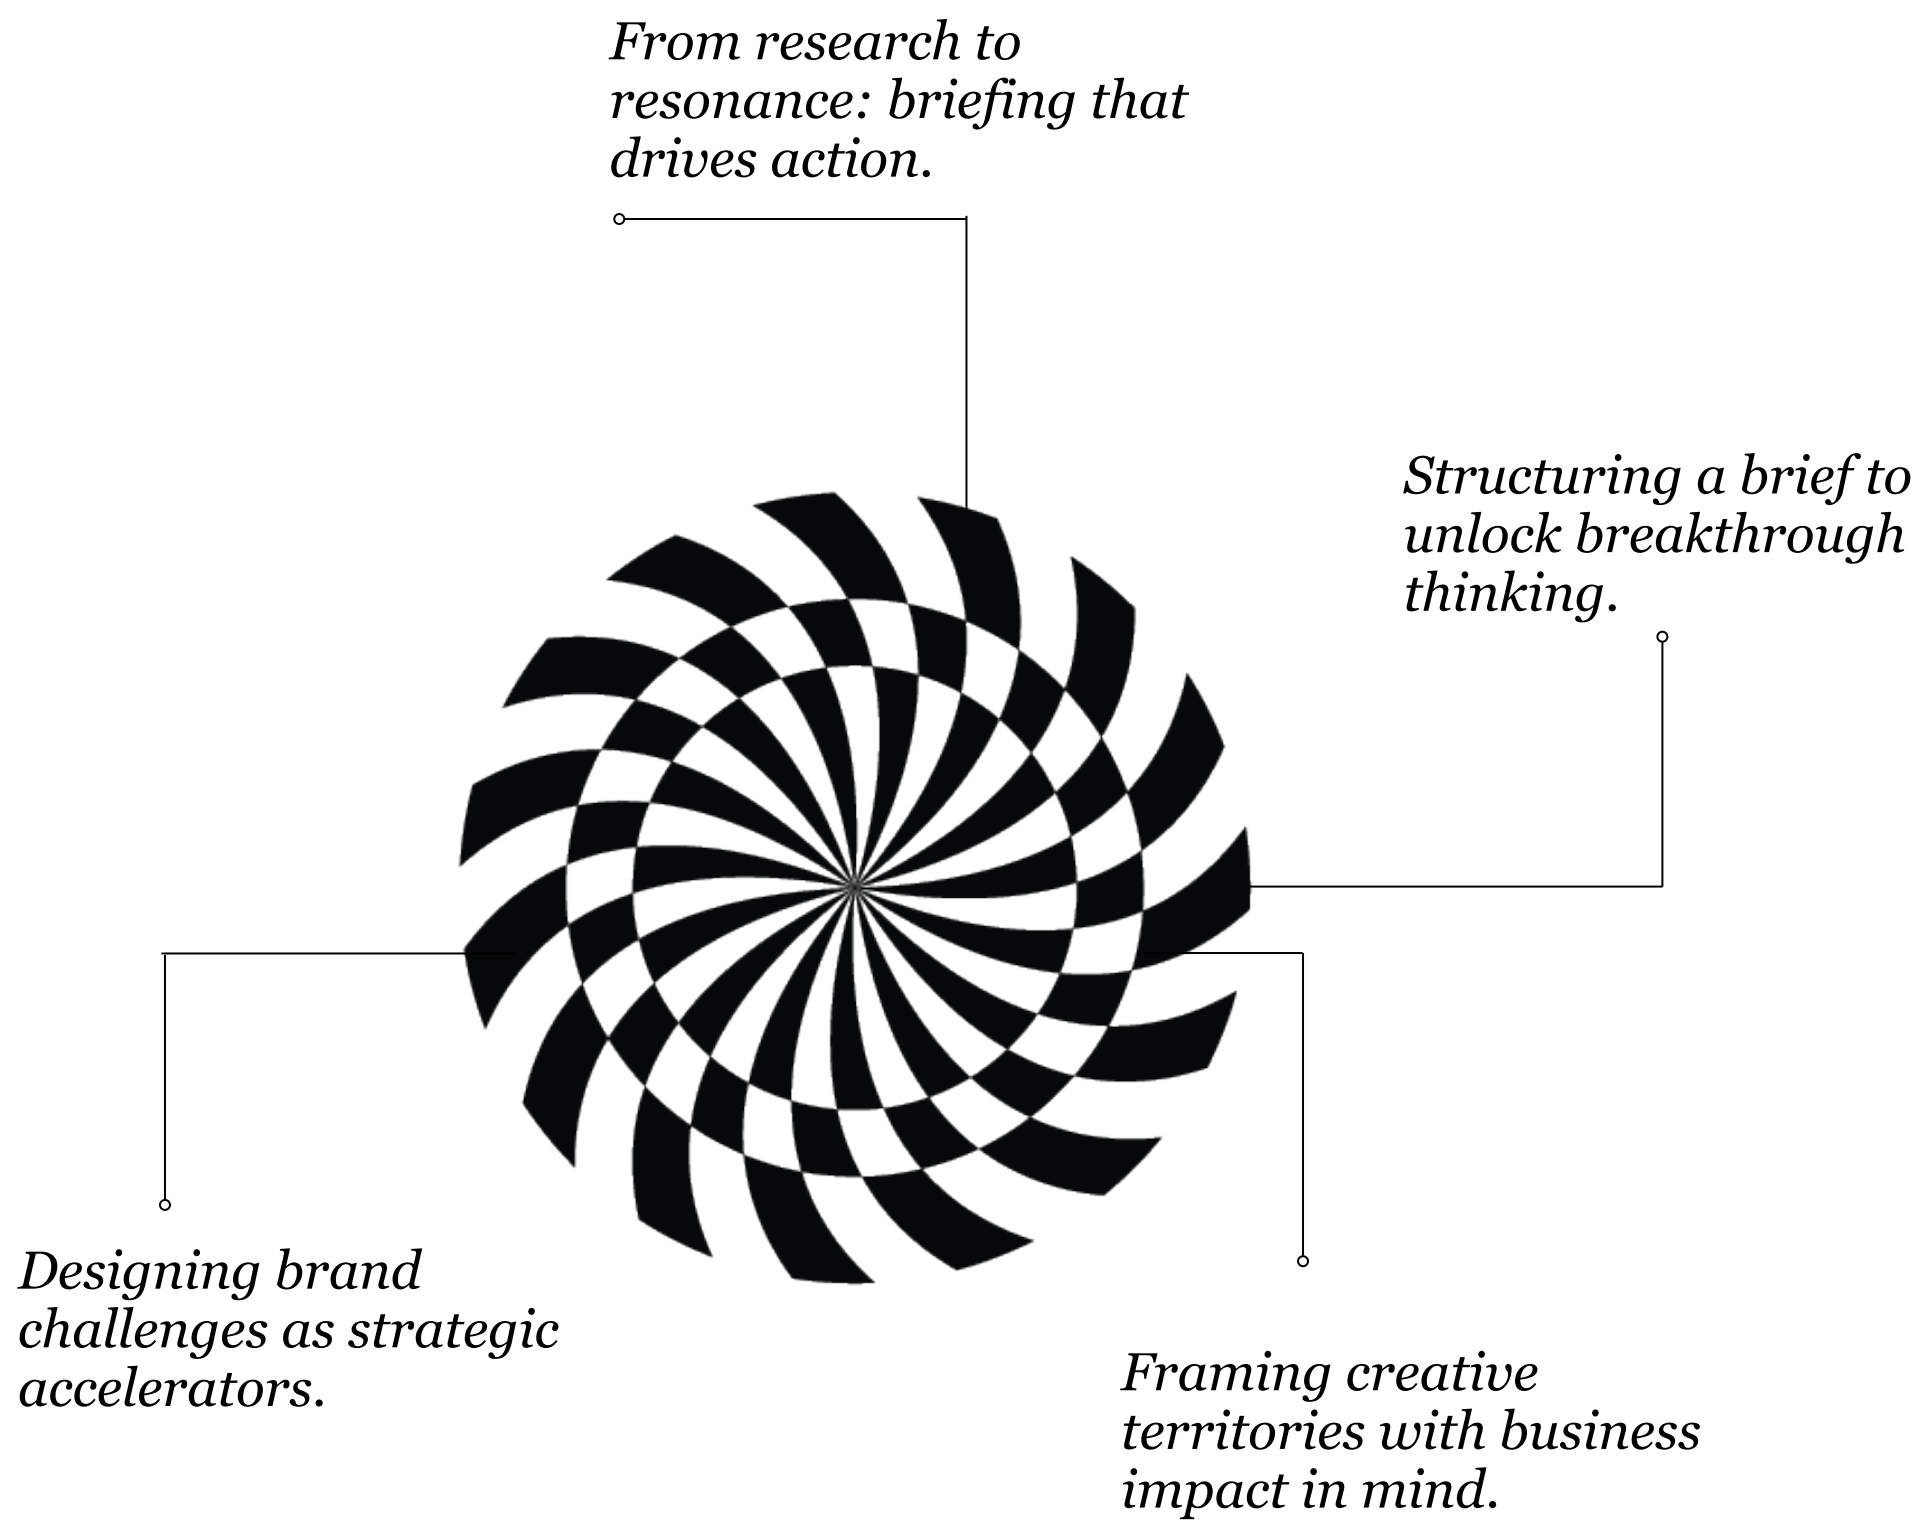 From research to
resonance: briefing that
drives action.
Structuring a brief to
unlock breakthrough
thinking.
Designing brand
challenges as strategic
accelerators.
Framing creative
territories with business
impact in mind.